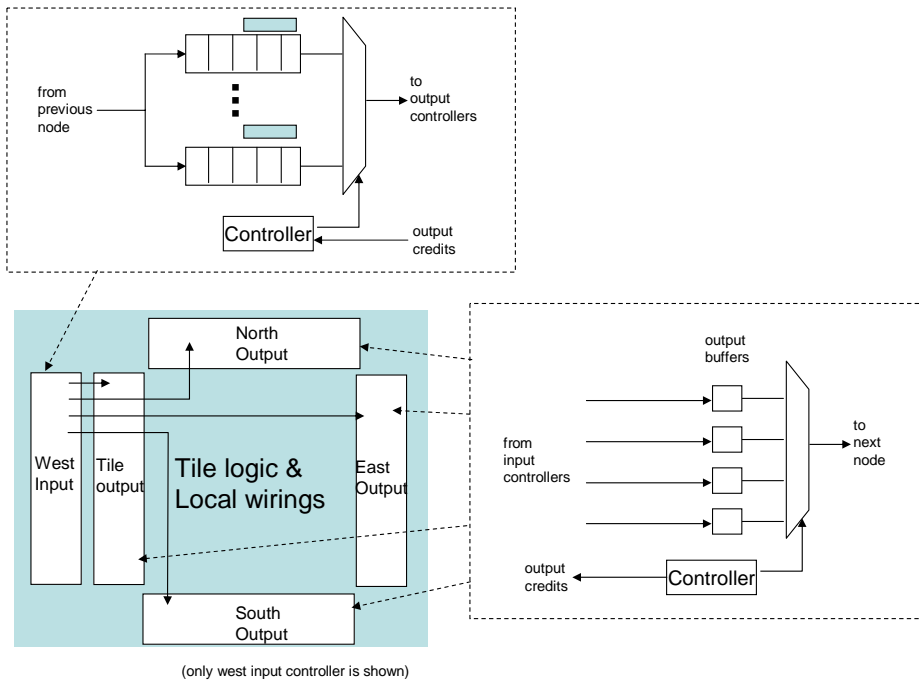 from
previous
node
to
output
controllers
Controller
output
credits
North
Output
West
Input
Tile
output
Tile logic &
Local wirings
East
Output
South
Output
(only west input controller is shown)
output
buffers
from
input
controllers
to
next
node
output
credits
Controller